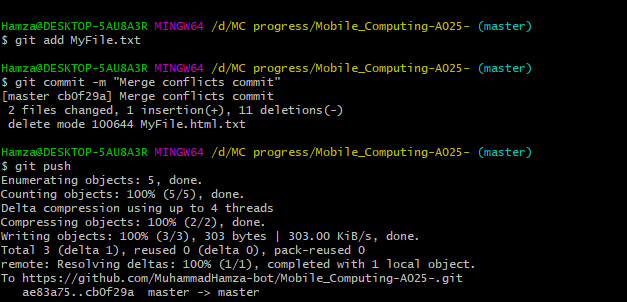 Hamza@DESKTOP-5AU8A3R MINGW64 /d/MC progress/Mobile_Computing-A025- (master)
$ git add MyFile.txt
Hamza@DESKTOP-5AU8A3R MINGW64 /d/MC progress/Mobile_Computing-A025- (master)
$ git commit -m "Merge conflicts commit"
[master cb0f29a] Merge conflicts commit
 2 files changed, 1 insertion(+), 11 deletions(-)
 delete mode 100644 MyFile.html.txt
Hamza@DESKTOP-5AU8A3R MINGW64 /d/MC progress/Mobile_Computing-A025- (master)
$ git push
Enumerating objects: 5, done.
Counting objects: 100% (5/5), done.
Delta compression using up to 4 threads
Compressing objects: 100% (2/2), done.
Writing objects: 100% (3/3), 303 bytes | 303.00 KiB/s, done.
Total 3 (delta 1), reused 0 (delta 0), pack-reused 0
remote: Resolving deltas: 100% (1/1), completed with 1 local object.
To https://github.com/MuhammadHamza-bot/Mobile_Computing-A025-.git
   ae83a75..cb0f29a  master -> master